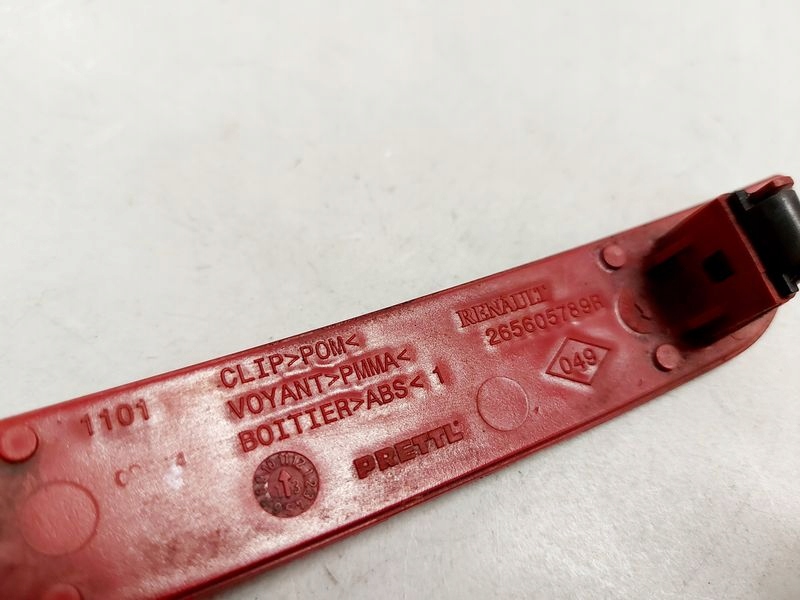 RENAULT
265605789R
049
CLIP>POM<
VOYANT>PMMA<
BOITIER>ABS< 1
1101
PRETTL